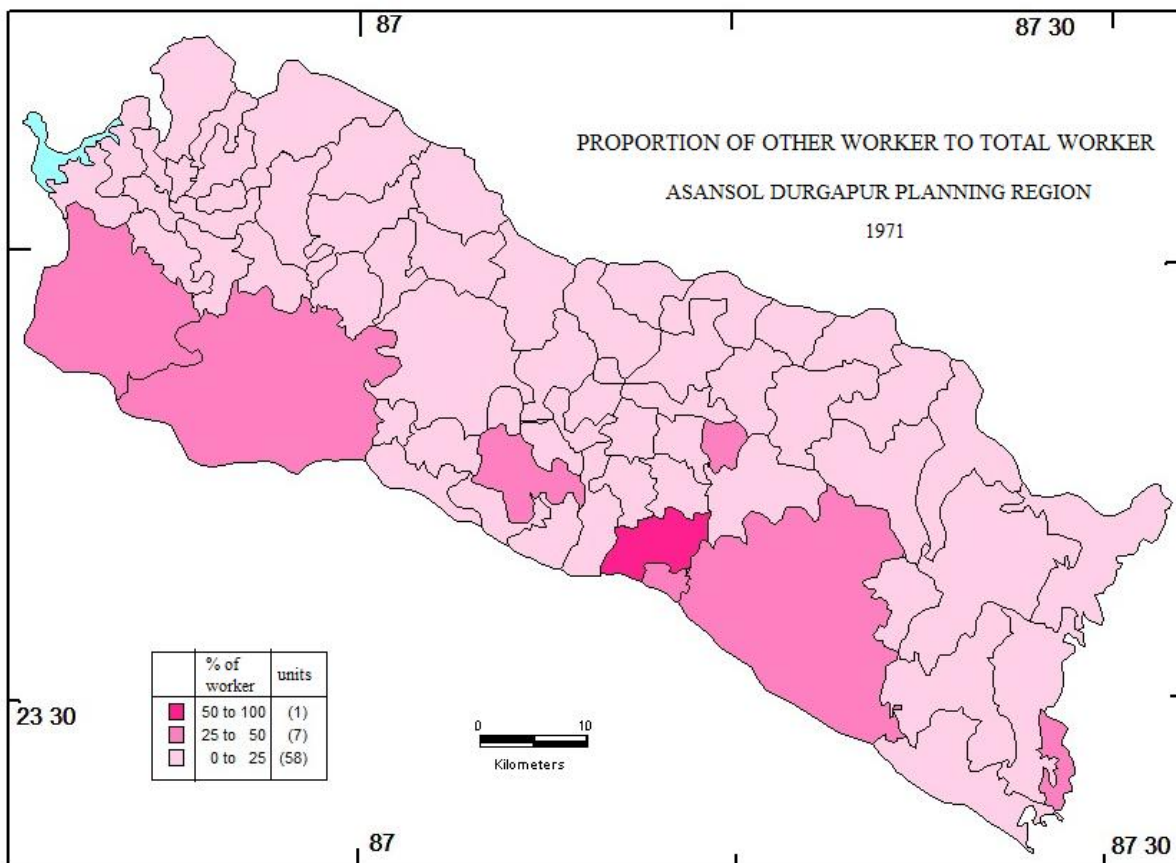 87
87 30
PROPORTION OF OTHER WORKER TO TOTAL WORKER
ASANSOL DURGAPUR PLANNING REGION
1971
% of worker units
50 to 100 (1)
25 to 50 (7)
0 to 25 (58)
23 30
0 10
Kilometers
87
87 30